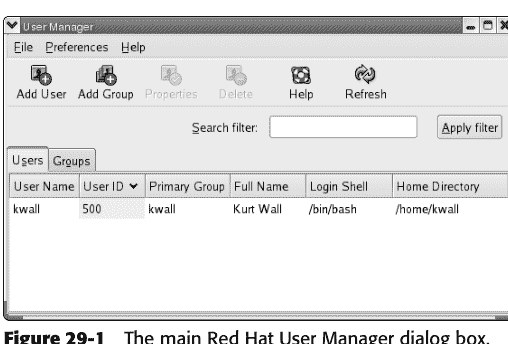 User Manager
File Preferences Help
Add User Add Group Properties Delete Help Refresh
Search filter: Apply filter
Users Groups
User Name User ID Primary Group Full Name Login Shell Home Directory
kwall 500 kwall Kurt Wall /bin/bash /home/kwall
Figure 29-1 The main Red Hat User Manager dialog box.